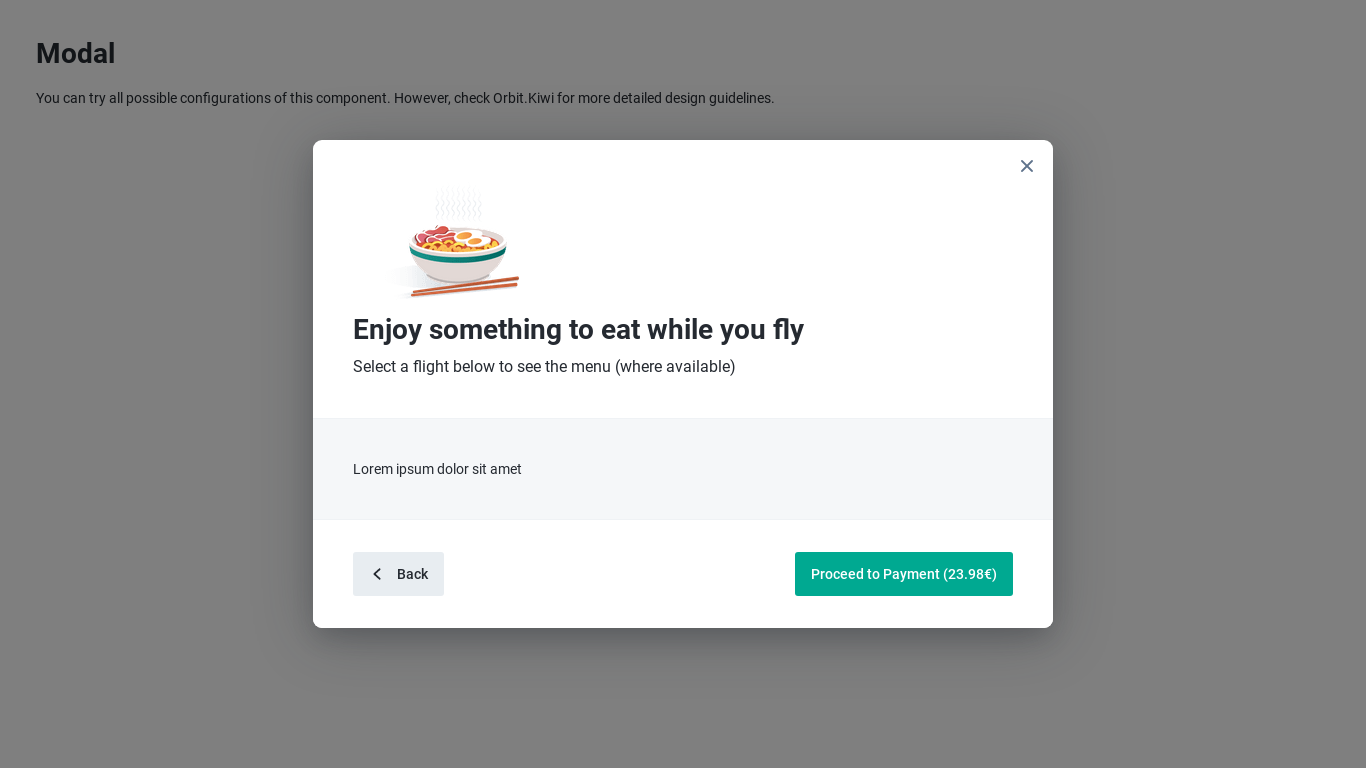 Modal
You can try all possible configurations of this component. However, check Orbit.Kiwi for more detailed design guidelines.
Enjoy something to eat while you fly
Select a flight below to see the menu (where available)
Lorem ipsum dolor sit amet
Back
Proceed to Payment (23.98€)